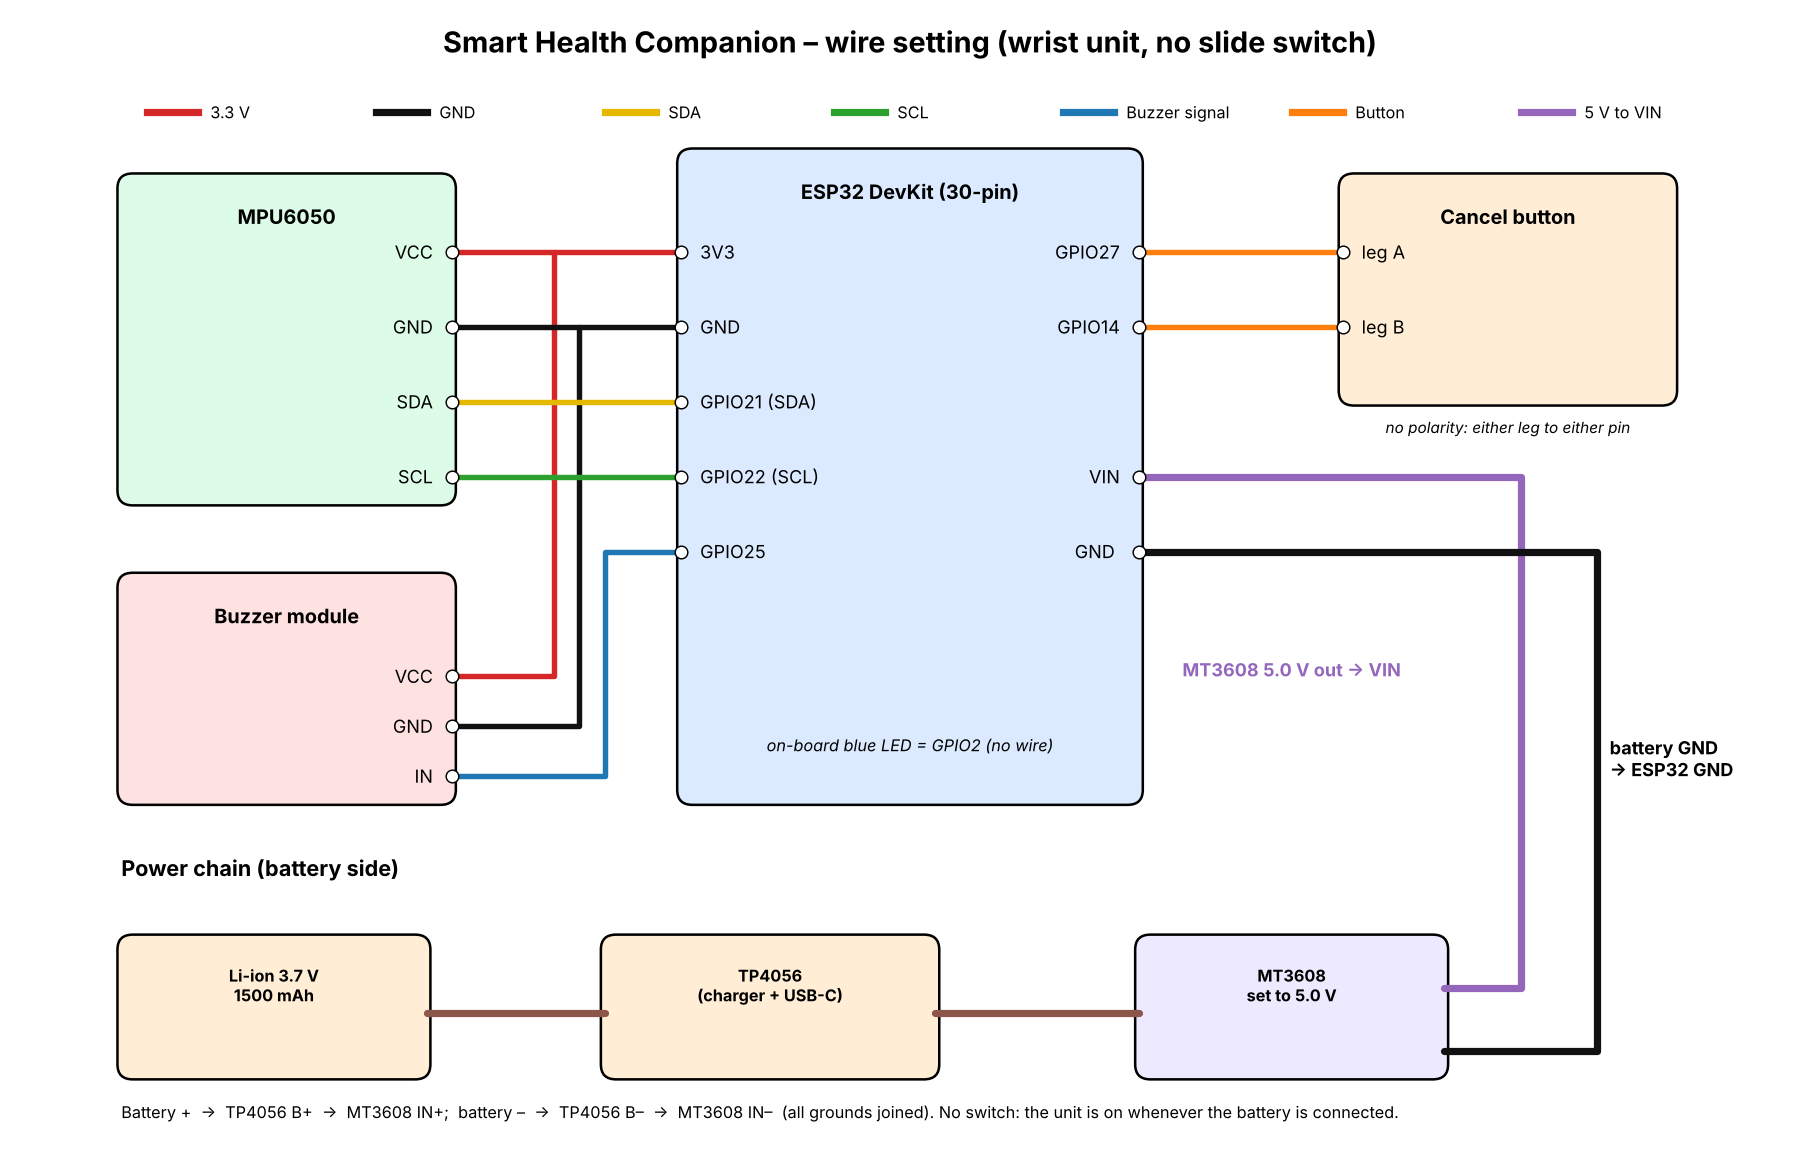 Smart Health Companion – wire setting (wrist unit, no slide switch)
3.3 V
GND
SDA
SCL
Buzzer signal
Button
5 V to VIN
MPU6050
VCC
GND
SDA
SCL
ESP32 DevKit (30-pin)
3V3
GND
GPIO21 (SDA)
GPIO22 (SCL)
GPIO25
GPIO27
GPIO14
VIN
GND
on-board blue LED = GPIO2 (no wire)
Cancel button
leg A
leg B
no polarity: either leg to either pin
Buzzer module
VCC
GND
IN
MT3608 5.0 V out → VIN
battery GND
→ ESP32 GND
Power chain (battery side)
Li-ion 3.7 V
1500 mAh
TP4056
(charger + USB-C)
MT3608
set to 5.0 V
Battery + → TP4056 B+ → MT3608 IN+; battery – → TP4056 B– → MT3608 IN– (all grounds joined). No switch: the unit is on whenever the battery is connected.